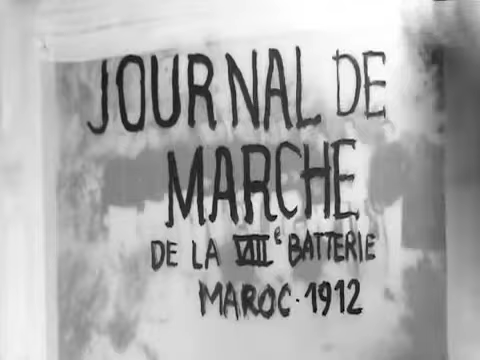 JOURNAL DE
MARCHE
DE LA VIIIe BATTERIE
MAROC · 1912